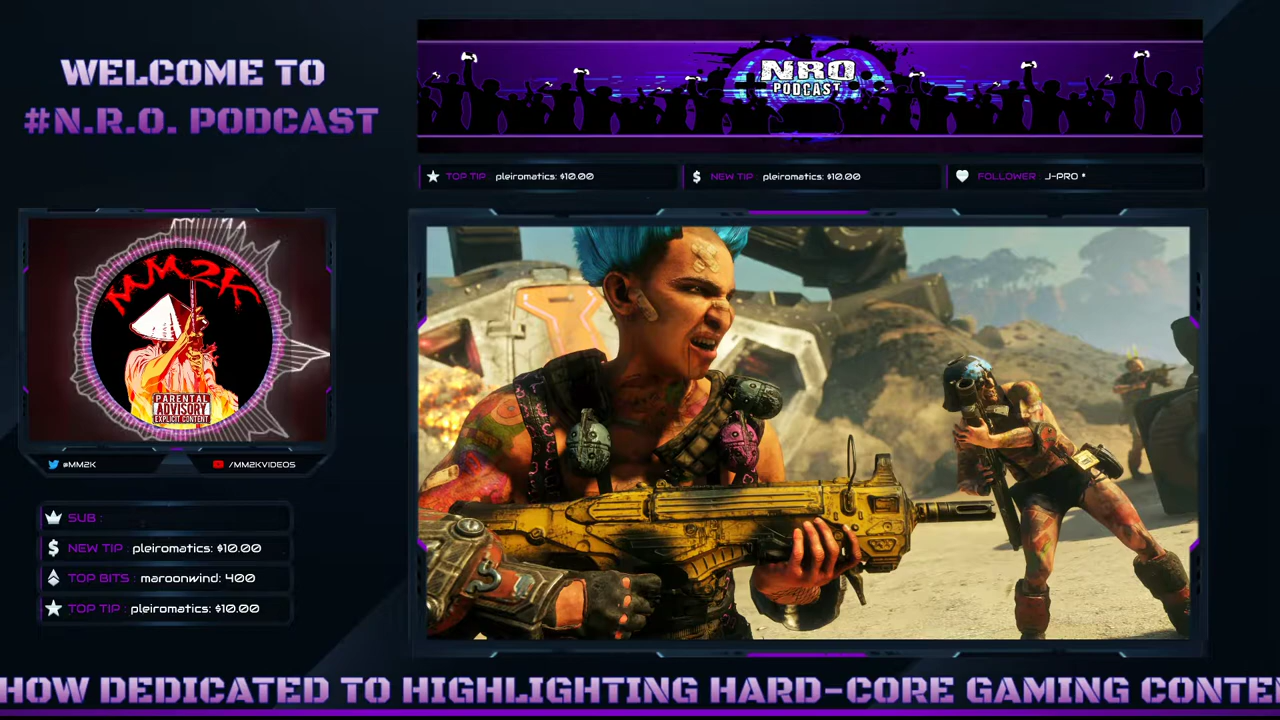 WELCOME TO
#N.R.O. PODCAST
NRO
PODCAST
TOP TIP : pleiromatics: $10.00
NEW TIP : pleiromatics: $10.00
FOLLOWER : J-PRO *
MM2K
PARENTAL
ADVISORY
EXPLICIT CONTENT
@MM2K
/MM2KVIDEOS
SUB :
NEW TIP : pleiromatics: $10.00
TOP BITS : maroonwind: 400
TOP TIP : pleiromatics: $10.00
HOW DEDICATED TO HIGHLIGHTING HARD-CORE GAMING CONTE